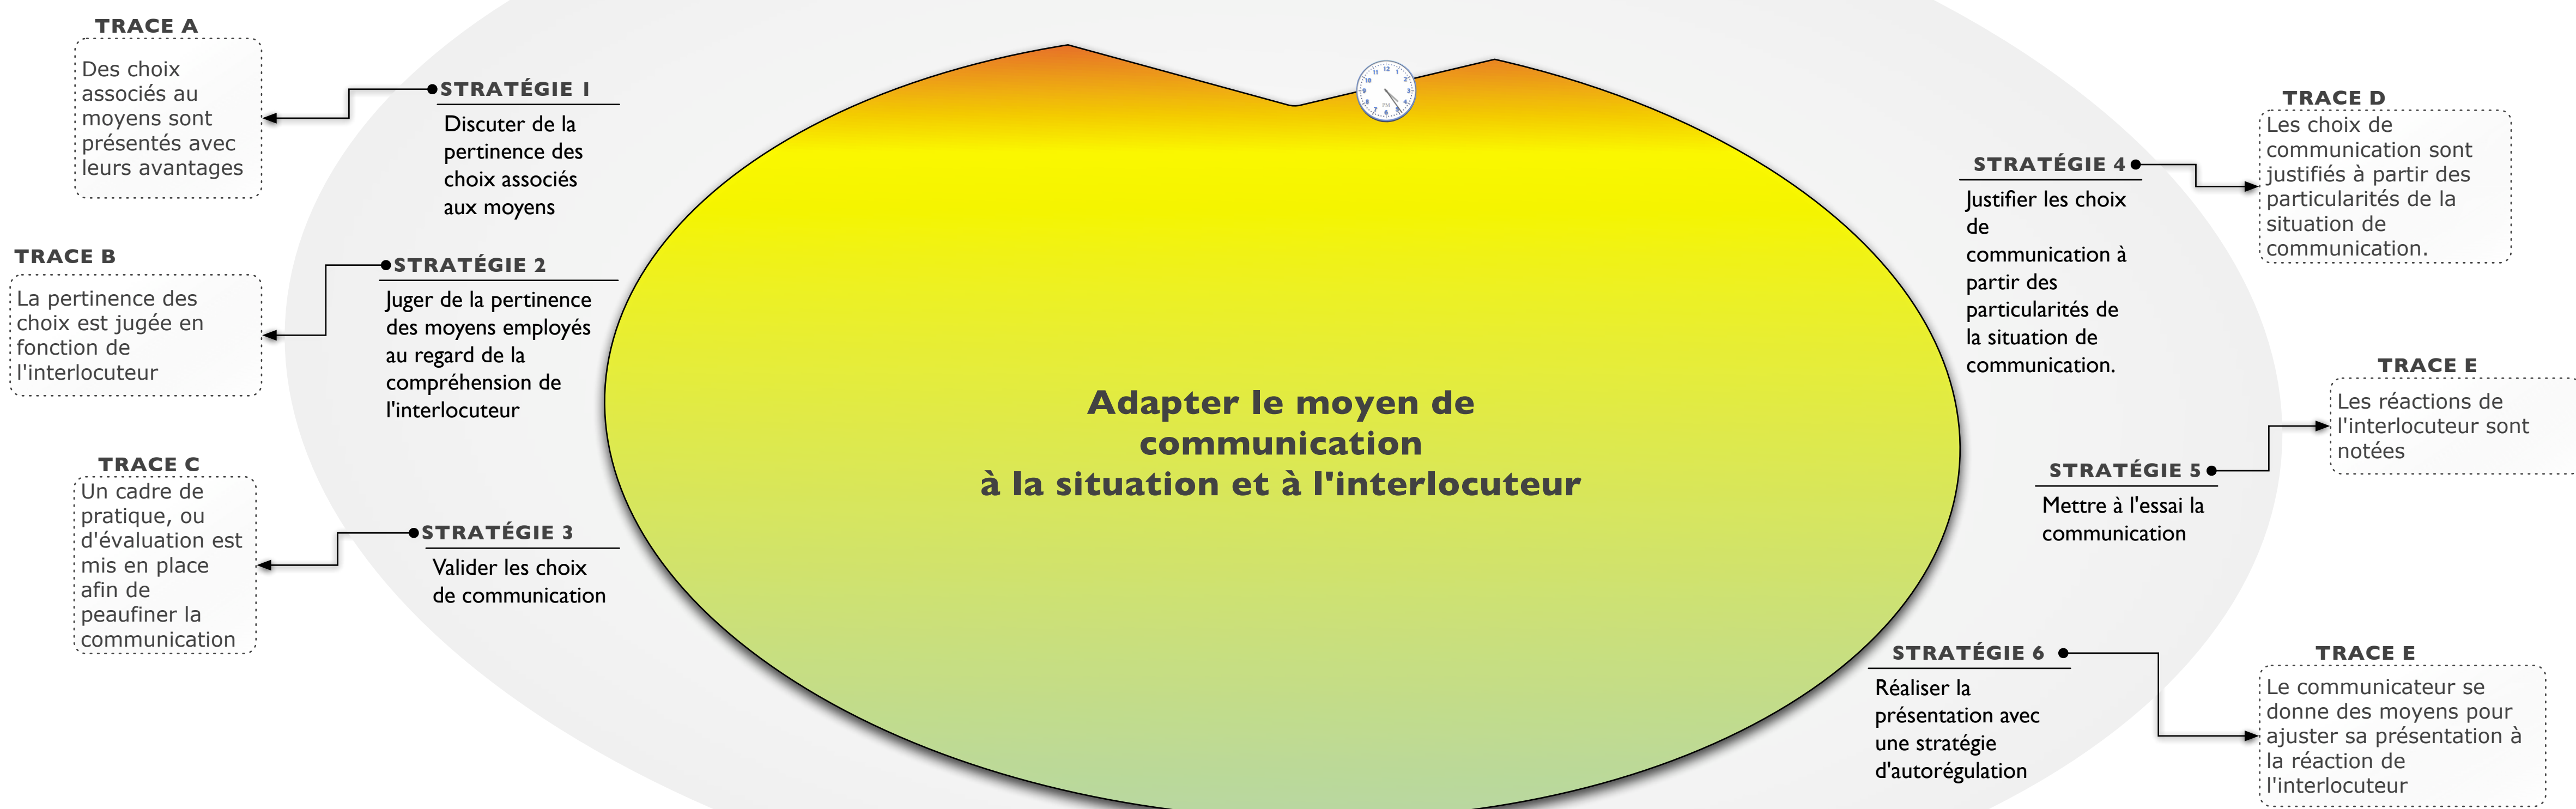 TRACE A
Des choix
associés au
moyens sont
présentés avec
leurs avantages
STRATÉGIE 1
Discuter de la
pertinence des
choix associés
aux moyens
TRACE B
La pertinence des
choix est jugée en
fonction de
l'interlocuteur
STRATÉGIE 2
Juger de la pertinence
des moyens employés
au regard de la
compréhension de
l'interlocuteur
TRACE C
Un cadre de
pratique, ou
d'évaluation est
mis en place
afin de
peaufiner la
communication
STRATÉGIE 3
Valider les choix
de communication
Adapter le moyen de
communication
à la situation et à l'interlocuteur
STRATÉGIE 4
Justifier les choix
de
communication à
partir des
particularités de
la situation de
communication.
TRACE D
Les choix de
communication sont
justifiés à partir des
particularités de la
situation de
communication.
STRATÉGIE 5
Mettre à l'essai la
communication
TRACE E
Les réactions de
l'interlocuteur sont
notées
STRATÉGIE 6
Réaliser la
présentation avec
une stratégie
d'autorégulation
TRACE E
Le communicateur se
donne des moyens pour
ajuster sa présentation à
la réaction de
l'interlocuteur